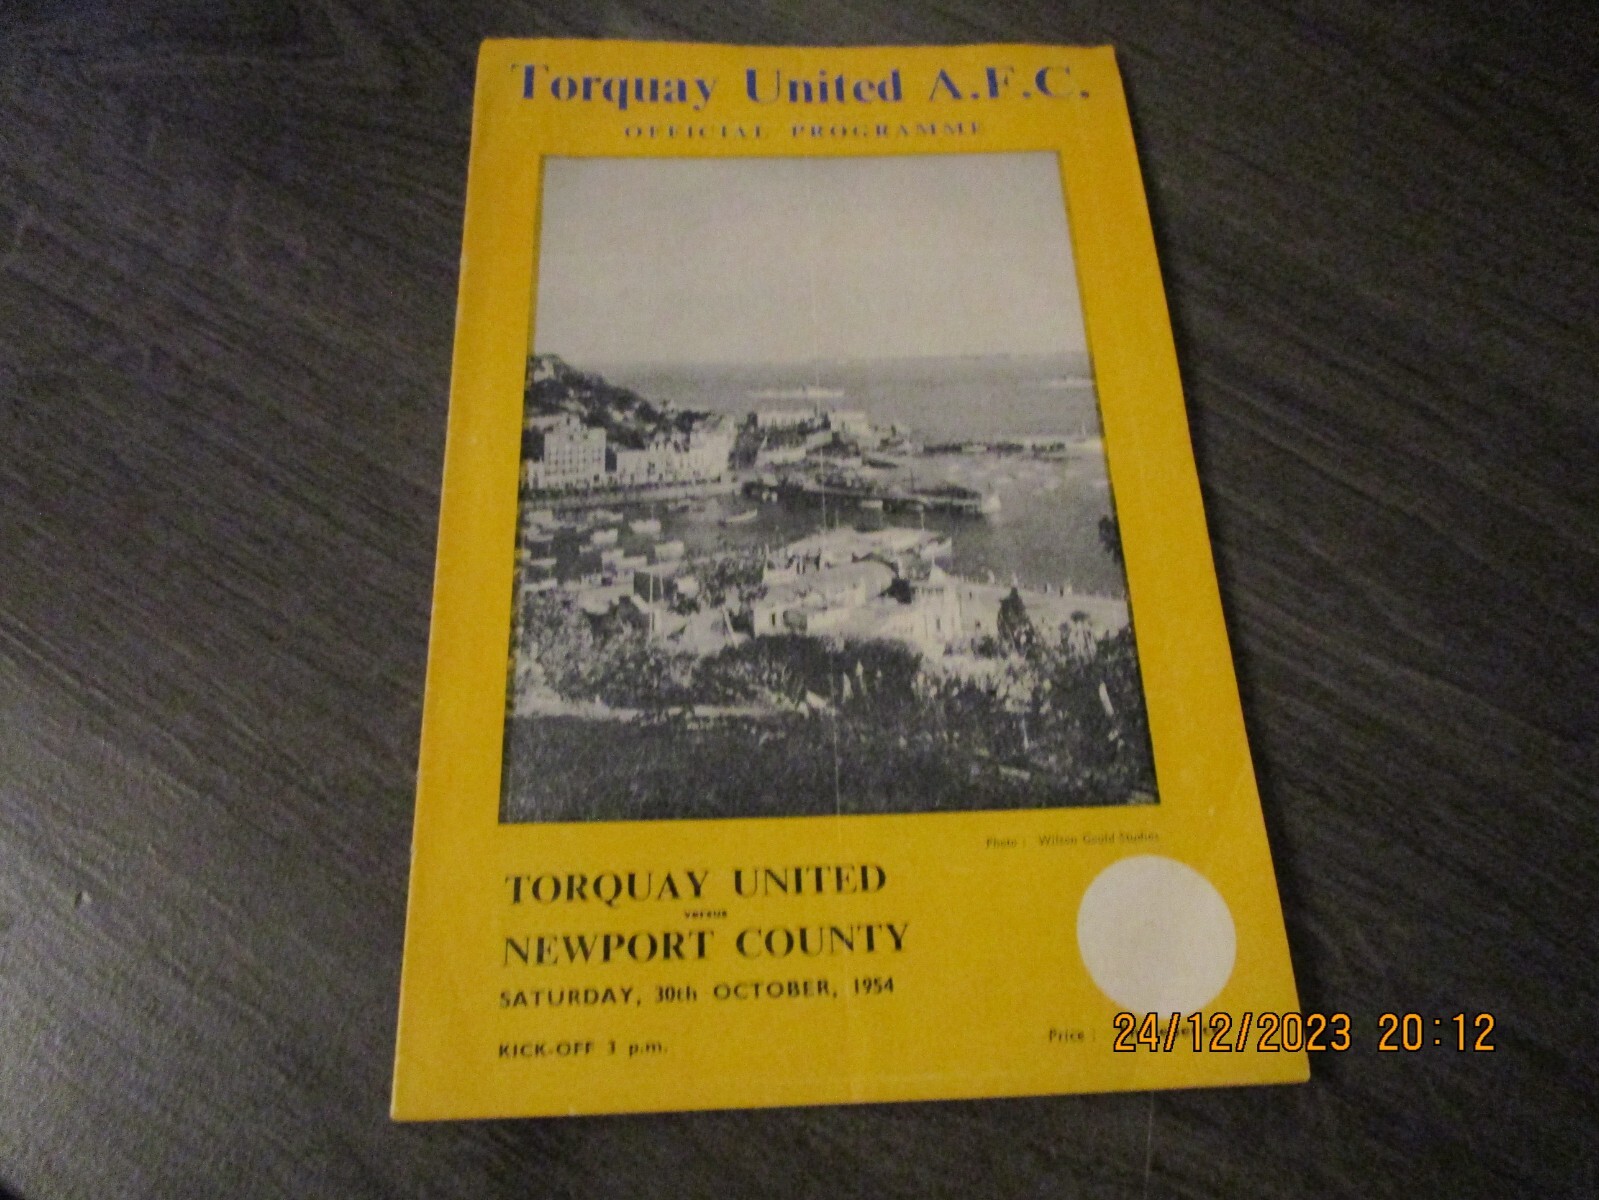 Torquay United A.F.C.
OFFICIAL PROGRAMME
Photo : Wilson Gould Studios
TORQUAY UNITED
versus
NEWPORT COUNTY
SATURDAY, 30th OCTOBER, 1954
KICK-OFF 3 p.m.
Price :
24/12/2023 20:12